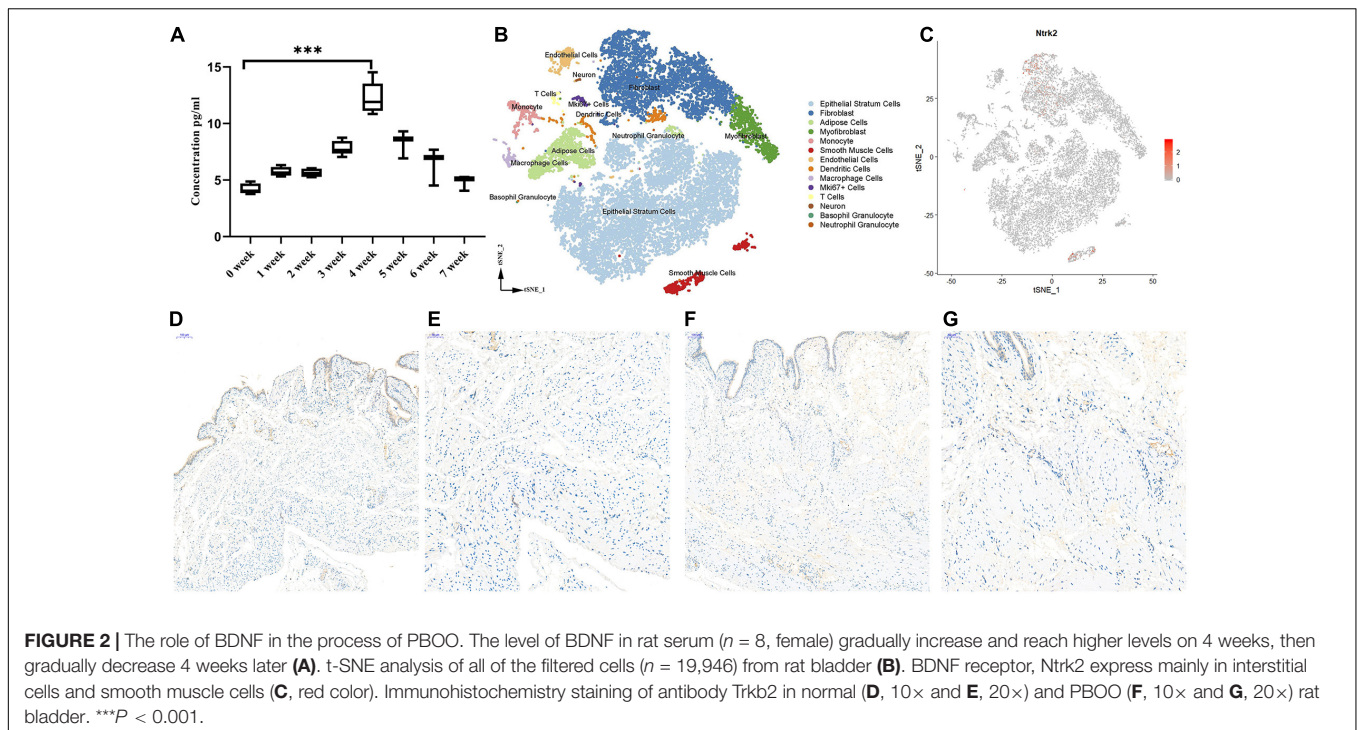 A
***
Concentration pg/ml
15
10
5
0
0 week
1 week
2 week
3 week
4 week
5 week
6 week
7 week
B
Endothelial Cells
Neuron
T Cells
Mki67+ Cells
Monocyte
Dendritic Cells
Fibroblast
Neutrophil Granulocyte
Myofibroblast
Adipose Cells
Macrophage Cells
Basophil Granulocyte
Epithelial Stratum Cells
Smooth Muscle Cells
tSNE_2
tSNE_1
Epithelial Stratum Cells
Fibroblast
Adipose Cells
Myofibroblast
Monocyte
Smooth Muscle Cells
Endothelial Cells
Dendritic Cells
Macrophage Cells
Mki67+ Cells
T Cells
Neuron
Basophil Granulocyte
Neutrophil Granulocyte
C
Ntrk2
tSNE_2
25
0
-25
-50
-50
-25
0
25
50
tSNE_1
2
1
0
D
E
F
G
FIGURE 2 | The role of BDNF in the process of PBOO. The level of BDNF in rat serum (n = 8, female) gradually increase and reach higher levels on 4 weeks, then
gradually decrease 4 weeks later (A). t-SNE analysis of all of the filtered cells (n = 19,946) from rat bladder (B). BDNF receptor, Ntrk2 express mainly in interstitial
cells and smooth muscle cells (C, red color). Immunohistochemistry staining of antibody Trkb2 in normal (D, 10× and E, 20×) and PBOO (F, 10× and G, 20×) rat
bladder. ***P < 0.001.